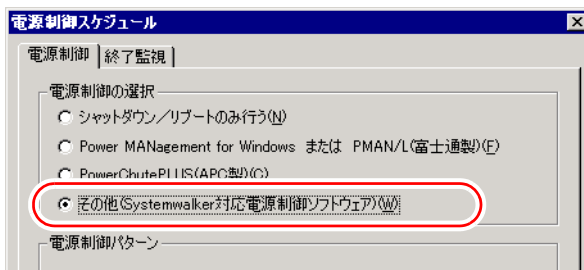 電源制御スケジュール
電源制御 終了監視
電源制御の選択
シャットダウン／リブートのみ行う(N)
Power MANagement for Windows または PMAN/L(富士通製)(F)
PowerChutePLUS(APC製)(C)
その他(Systemwalker対応電源制御ソフトウェア)(W)
電源制御パターン